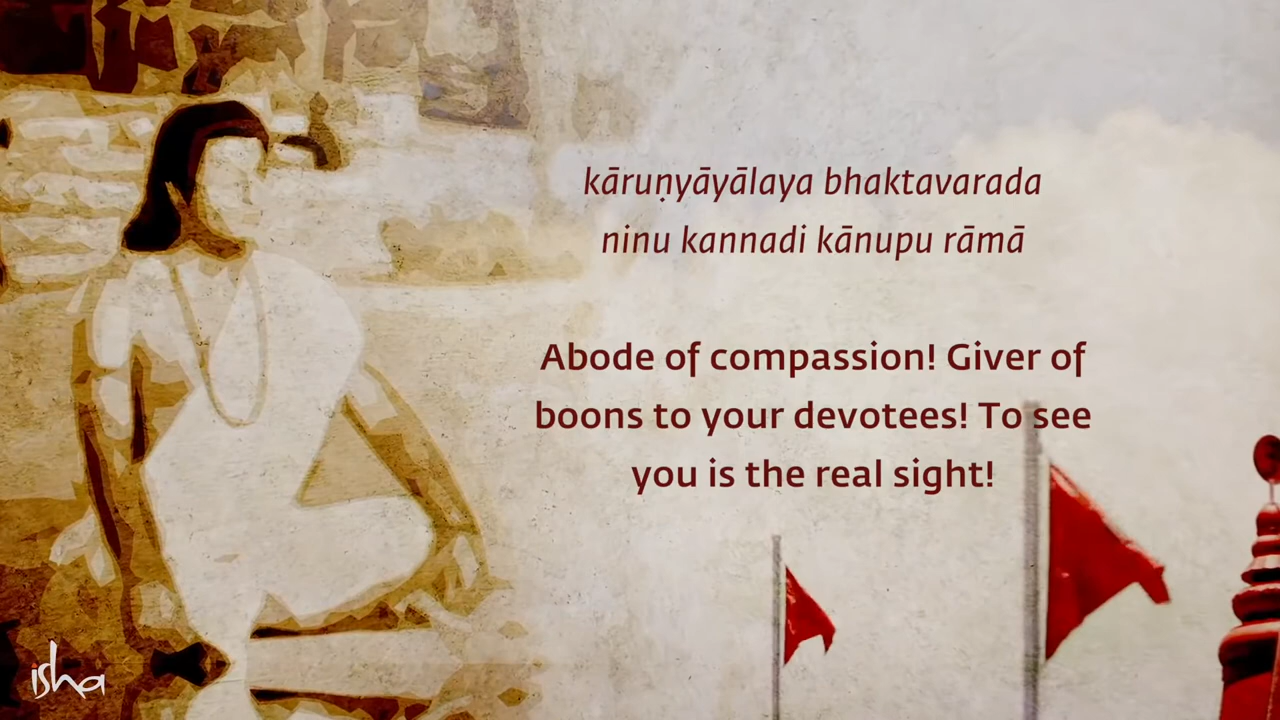 kāruṇyāyālaya bhaktavarada
ninu kannadi kānupu rāmā
Abode of compassion! Giver of
boons to your devotees! To see
you is the real sight!
isha